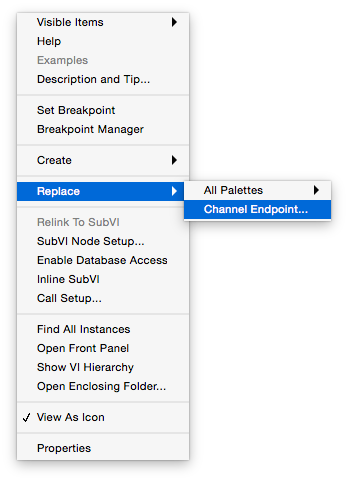 Visible Items
Help
Examples
Description and Tip...
Set Breakpoint
Breakpoint Manager
Create
Replace
All Palettes
Channel Endpoint...
Relink To SubVI
SubVI Node Setup...
Enable Database Access
Inline SubVI
Call Setup...
Find All Instances
Open Front Panel
Show VI Hierarchy
Open Enclosing Folder...
✓ View As Icon
Properties